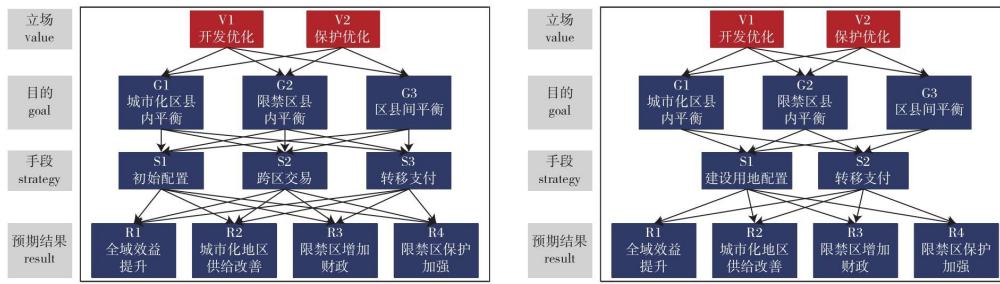 立场
value
V1
开发优化
V2
保护优化
目的
goal
G1
城市化区县
内平衡
G2
限禁区县
内平衡
G3
区县间平衡
手段
strategy
S1
初始配置
S2
跨区交易
S3
转移支付
预期结果
result
R1
全域效益
提升
R2
城市化地区
供给改善
R3
限禁区增加
财政
R4
限禁区保护
加强
立场
value
V1
开发优化
V2
保护优化
目的
goal
G1
城市化区县
内平衡
G2
限禁区县
内平衡
G3
区县间平衡
手段
strategy
S1
建设用地配置
S2
转移支付
预期结果
result
R1
全域效益
提升
R2
城市化地区
供给改善
R3
限禁区增加
财政
R4
限禁区保护
加强